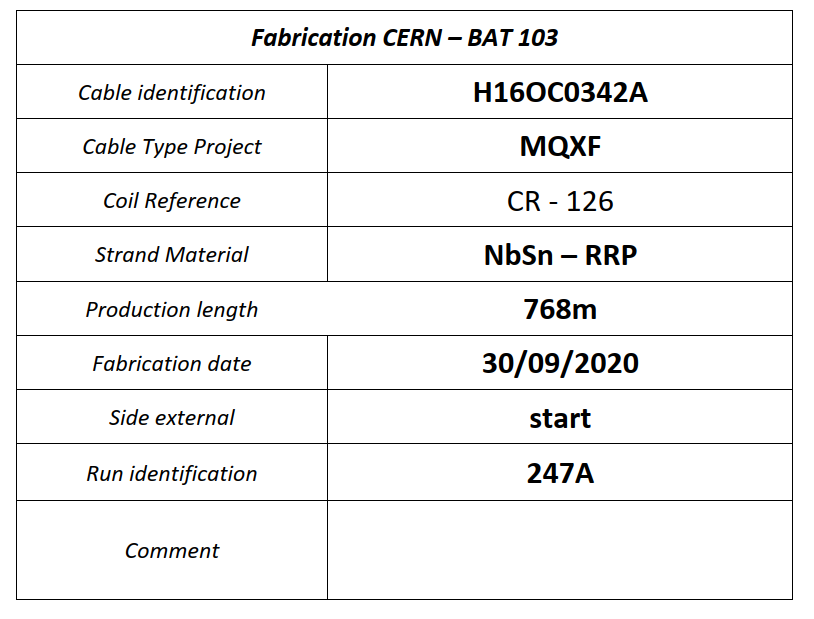 Fabrication CERN – BAT 103
Cable identification H16OC0342A
Cable Type Project MQXF
Coil Reference CR - 126
Strand Material NbSn – RRP
Production length 768m
Fabrication date 30/09/2020
Side external start
Run identification 247A
Comment